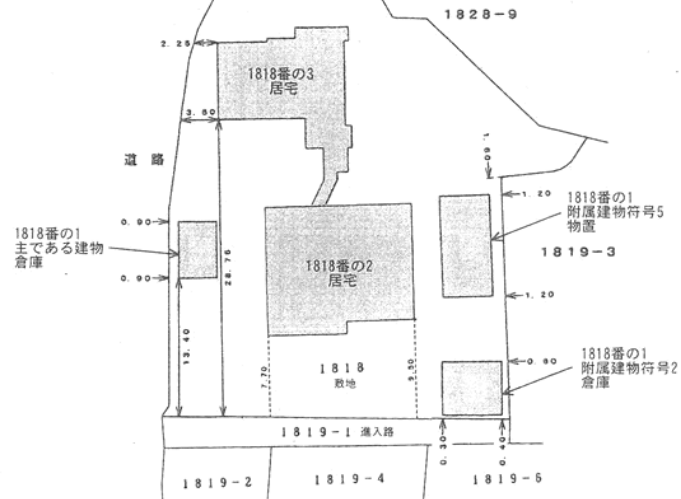 1828-9
2.25
1818番の3
居宅
3.60
道路
1.60
1.20
1818番の1
附属建物符号5
物置
1819-3
0.90
1818番の1
主である建物
倉庫
0.90
1818番の2
居宅
28.75
1.20
13.40
7.70
1818
敷地
9.50
0.60
1818番の1
附属建物符号2
倉庫
1819-1 進入路
0.30
0.40
1819-2
1819-4
1819-6